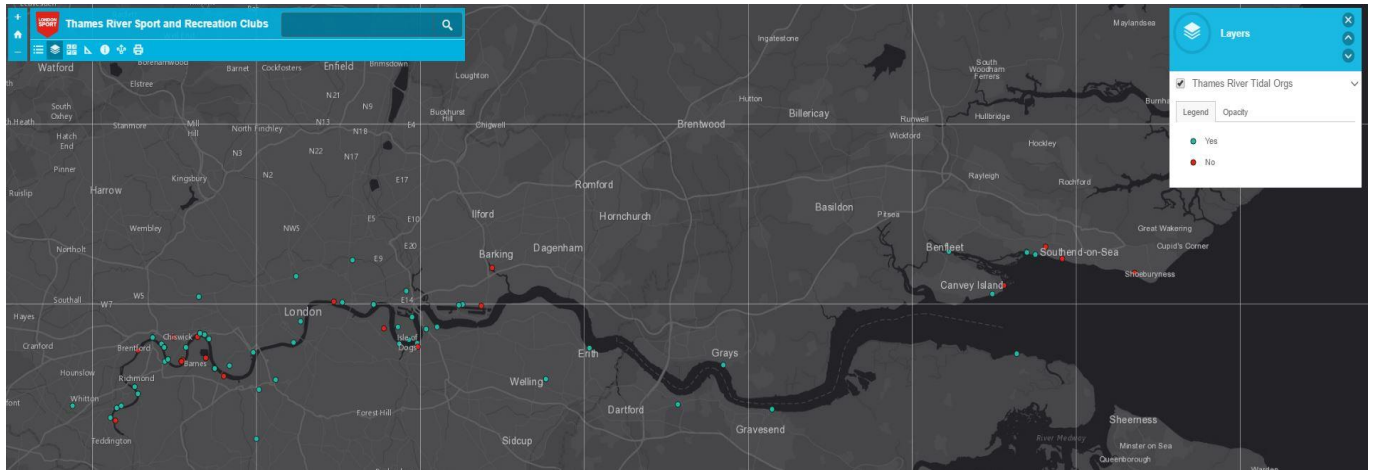 LONDON SPORT
Thames River Sport and Recreation Clubs
Layers
Thames River Tidal Orgs
Legend Opacity
Yes
No
Maylandsea
Ingatestone
South Woodham Ferrers
Watford
Borehamwood
Barnet
Cockfosters
Enfield
Brimsdown
Loughton
Elstree
N21
N9
Hutton
South Oxhey
Buckhurst Hill
Chigwell
Billericay
Runwell
Hullbridge
Stanmore
Mill Hill
North Finchley
N13
N18
E4
Brentwood
Wickford
Hatch End
Hockley
N3
N22
N17
Pinner
Kingsbury
N2
E17
Rayleigh
Rochford
Ruislip
Harrow
Romford
Basildon
Pitsea
Ilford
Hornchurch
E5
E10
Wembley
NW5
Great Wakering
Northolt
E20
Dagenham
Benfleet
Southend-on-Sea
Cupid's Corner
Barking
E9
Shoeburyness
Canvey Island
Southall
W5
W7
E14
London
Hayes
Cranford
Brentford
Chiswick
Isle of Dogs
Barnes
Erith
Grays
Hounslow
Richmond
Welling
Whitton
Dartford
Forest Hill
Gravesend
Sheerness
Teddington
Sidcup
River Medway
Minster on Sea
Queenborough